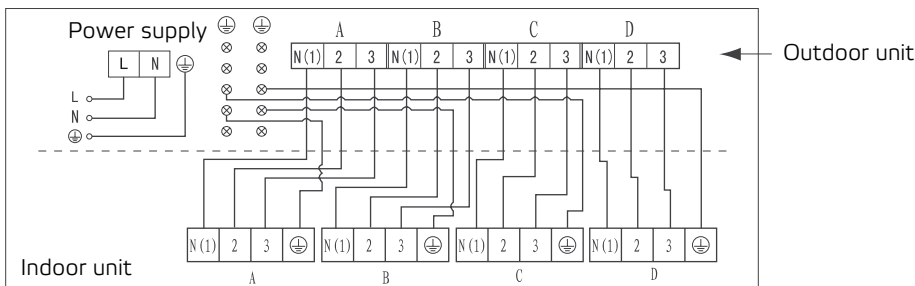 Power supply
A B C D
N(1) 2 3 N(1) 2 3 N(1) 2 3 N(1) 2 3
Outdoor unit
L N
L
N
N(1) 2 3 N(1) 2 3 N(1) 2 3 N(1) 2 3
Indoor unit
A B C D